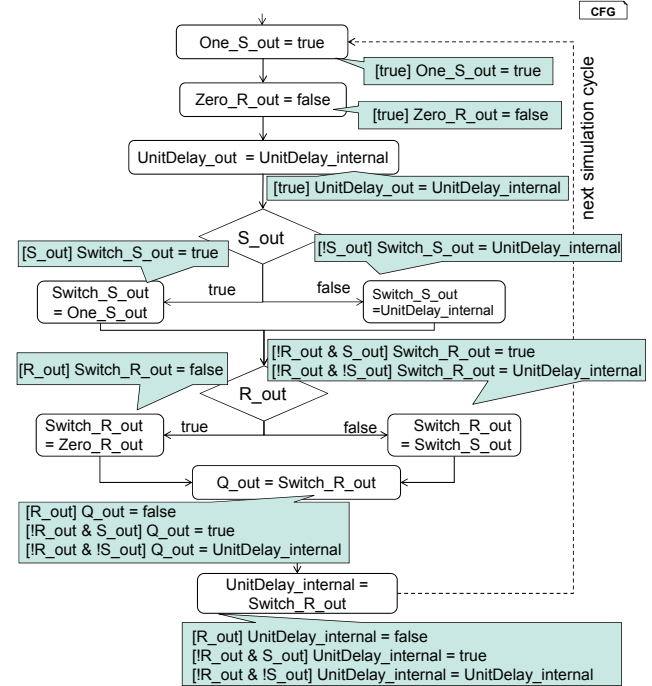 CFG
One_S_out = true
[true] One_S_out = true
Zero_R_out = false
[true] Zero_R_out = false
next simulation cycle
UnitDelay_out = UnitDelay_internal
[true] UnitDelay_out = UnitDelay_internal
S_out
[S_out] Switch_S_out = true
[!S_out] Switch_S_out = UnitDelay_internal
true
false
Switch_S_out
= One_S_out
Switch_S_out
=UnitDelay_internal
[!R_out & S_out] Switch_R_out = true
[!R_out & !S_out] Switch_R_out = UnitDelay_internal
[R_out] Switch_R_out = false
R_out
true
false
Switch_R_out
= Zero_R_out
Switch_R_out
= Switch_S_out
Q_out = Switch_R_out
[R_out] Q_out = false
[!R_out & S_out] Q_out = true
[!R_out & !S_out] Q_out = UnitDelay_internal
UnitDelay_internal =
Switch_R_out
[R_out] UnitDelay_internal = false
[!R_out & S_out] UnitDelay_internal = true
[!R_out & !S_out] UnitDelay_internal = UnitDelay_internal